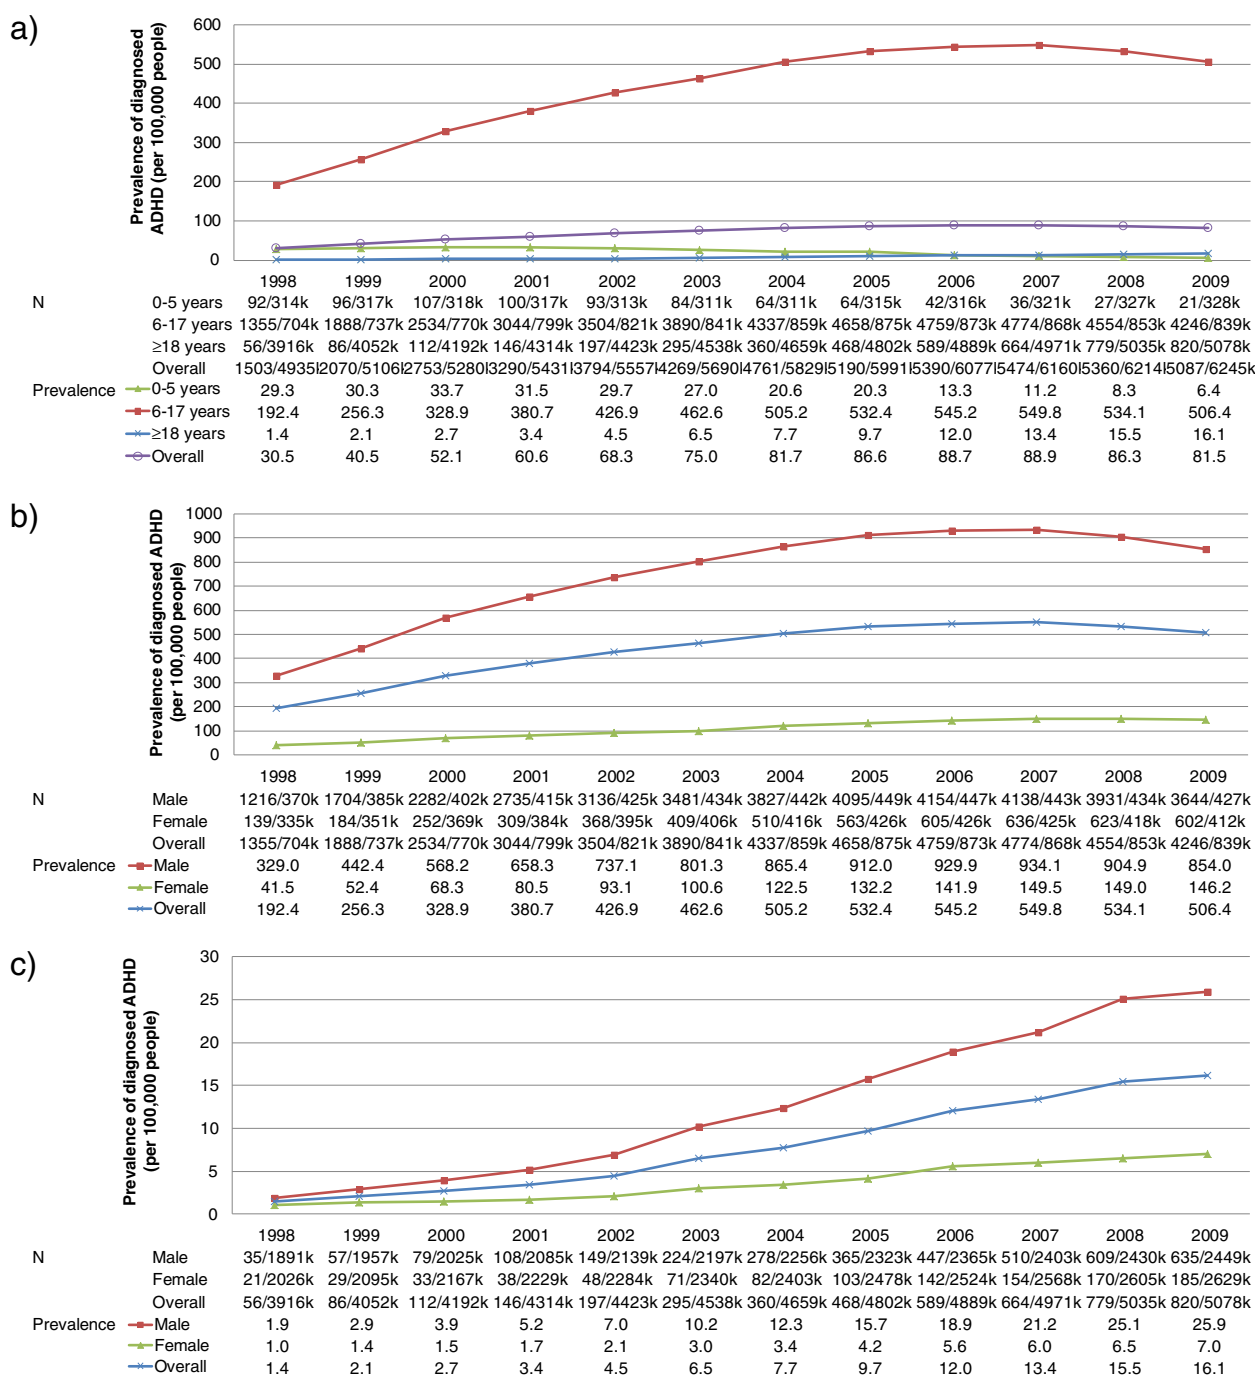 a)
Prevalence of diagnosed
ADHD (per 100,000 people)
600
500
400
300
200
100
0
1998 1999 2000 2001 2002 2003 2004 2005 2006 2007 2008 2009
N 0-5 years 92/314k 96/317k 107/318k 100/317k 93/313k 84/311k 64/311k 64/315k 42/316k 36/321k 27/327k 21/328k
6-17 years 1355/704k 1888/737k 2534/770k 3044/799k 3504/821k 3890/841k 4337/859k 4658/875k 4759/873k 4774/868k 4554/853k 4246/839k
≥18 years 56/3916k 86/4052k 112/4192k 146/4314k 197/4423k 295/4538k 360/4659k 468/4802k 589/4889k 664/4971k 779/5035k 820/5078k
Overall 1503/4935k 2070/5106k 2753/5280k 3290/5431k 3794/5557k 4269/5690k 4761/5829k 5190/5991k 5390/6077k 5474/6160k 5360/6214k 5087/6245k
Prevalence 0-5 years 29.3 30.3 33.7 31.5 29.7 27.0 20.6 20.3 13.3 11.2 8.3 6.4
6-17 years 192.4 256.3 328.9 380.7 426.9 462.6 505.2 532.4 545.2 549.8 534.1 506.4
≥18 years 1.4 2.1 2.7 3.4 4.5 6.5 7.7 9.7 12.0 13.4 15.5 16.1
Overall 30.5 40.5 52.1 60.6 68.3 75.0 81.7 86.6 88.7 88.9 86.3 81.5
b)
Prevalence of diagnosed ADHD
(per 100,000 people)
1000
900
800
700
600
500
400
300
200
100
0
1998 1999 2000 2001 2002 2003 2004 2005 2006 2007 2008 2009
N Male 1216/370k 1704/385k 2282/402k 2735/415k 3136/425k 3481/434k 3827/442k 4095/449k 4154/447k 4138/443k 3931/434k 3644/427k
Female 139/335k 184/351k 252/369k 309/384k 368/395k 409/406k 510/416k 563/426k 605/426k 636/425k 623/418k 602/412k
Overall 1355/704k 1888/737k 2534/770k 3044/799k 3504/821k 3890/841k 4337/859k 4658/875k 4759/873k 4774/868k 4554/853k 4246/839k
Prevalence Male 329.0 442.4 568.2 658.3 737.1 801.3 865.4 912.0 929.9 934.1 904.9 854.0
Female 41.5 52.4 68.3 80.5 93.1 100.6 122.5 132.2 141.9 149.5 149.0 146.2
Overall 192.4 256.3 328.9 380.7 426.9 462.6 505.2 532.4 545.2 549.8 534.1 506.4
c)
Prevalence of diagnosed ADHD
(per 100,000 people)
30
25
20
15
10
5
0
1998 1999 2000 2001 2002 2003 2004 2005 2006 2007 2008 2009
N Male 35/1891k 57/1957k 79/2025k 108/2085k 149/2139k 224/2197k 278/2256k 365/2323k 447/2365k 510/2403k 609/2430k 635/2449k
Female 21/2026k 29/2095k 33/2167k 38/2229k 48/2284k 71/2340k 82/2403k 103/2478k 142/2524k 154/2568k 170/2605k 185/2629k
Overall 56/3916k 86/4052k 112/4192k 146/4314k 197/4423k 295/4538k 360/4659k 468/4802k 589/4889k 664/4971k 779/5035k 820/5078k
Prevalence Male 1.9 2.9 3.9 5.2 7.0 10.2 12.3 15.7 18.9 21.2 25.1 25.9
Female 1.0 1.4 1.5 1.7 2.1 3.0 3.4 4.2 5.6 6.0 6.5 7.0
Overall 1.4 2.1 2.7 3.4 4.5 6.5 7.7 9.7 12.0 13.4 15.5 16.1